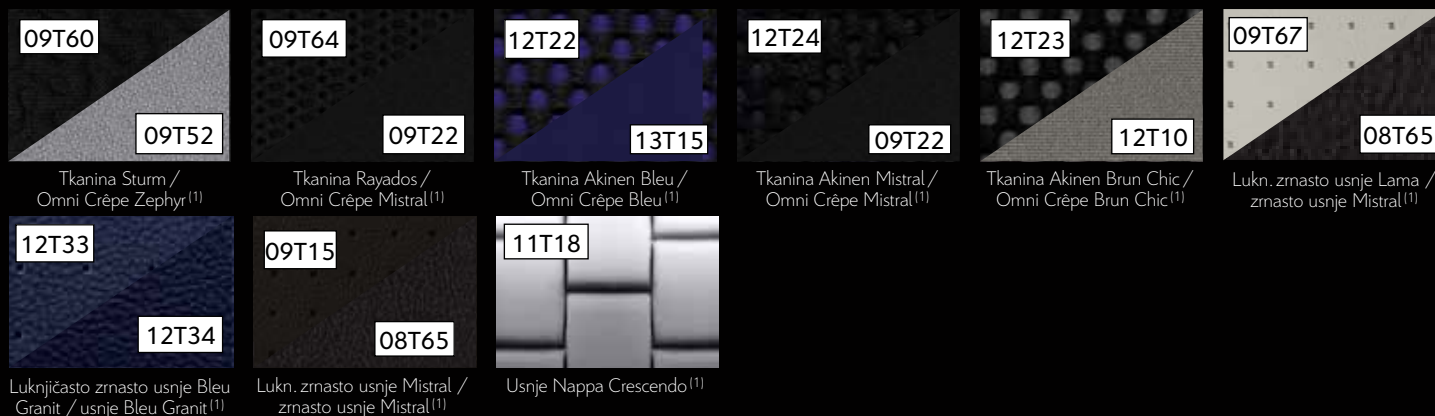 09T60
09T52
Tkanina Sturm /
Omni Crêpe Zephyr(1)
09T64
09T22
Tkanina Rayados /
Omni Crêpe Mistral(1)
12T22
13T15
Tkanina Akinen Bleu /
Omni Crêpe Bleu(1)
12T24
09T22
Tkanina Akinen Mistral /
Omni Crêpe Mistral(1)
12T23
12T10
Tkanina Akinen Brun Chic /
Omni Crêpe Brun Chic(1)
09T67
08T65
Lukn. zrnasto usnje Lama /
zrnasto usnje Mistral(1)
12T33
12T34
Luknjičasto zrnasto usnje Bleu
Granit / usnje Bleu Granit(1)
09T15
08T65
Lukn. zrnasto usnje Mistral /
zrnasto usnje Mistral(1)
11T18
Usnje Nappa Crescendo(1)